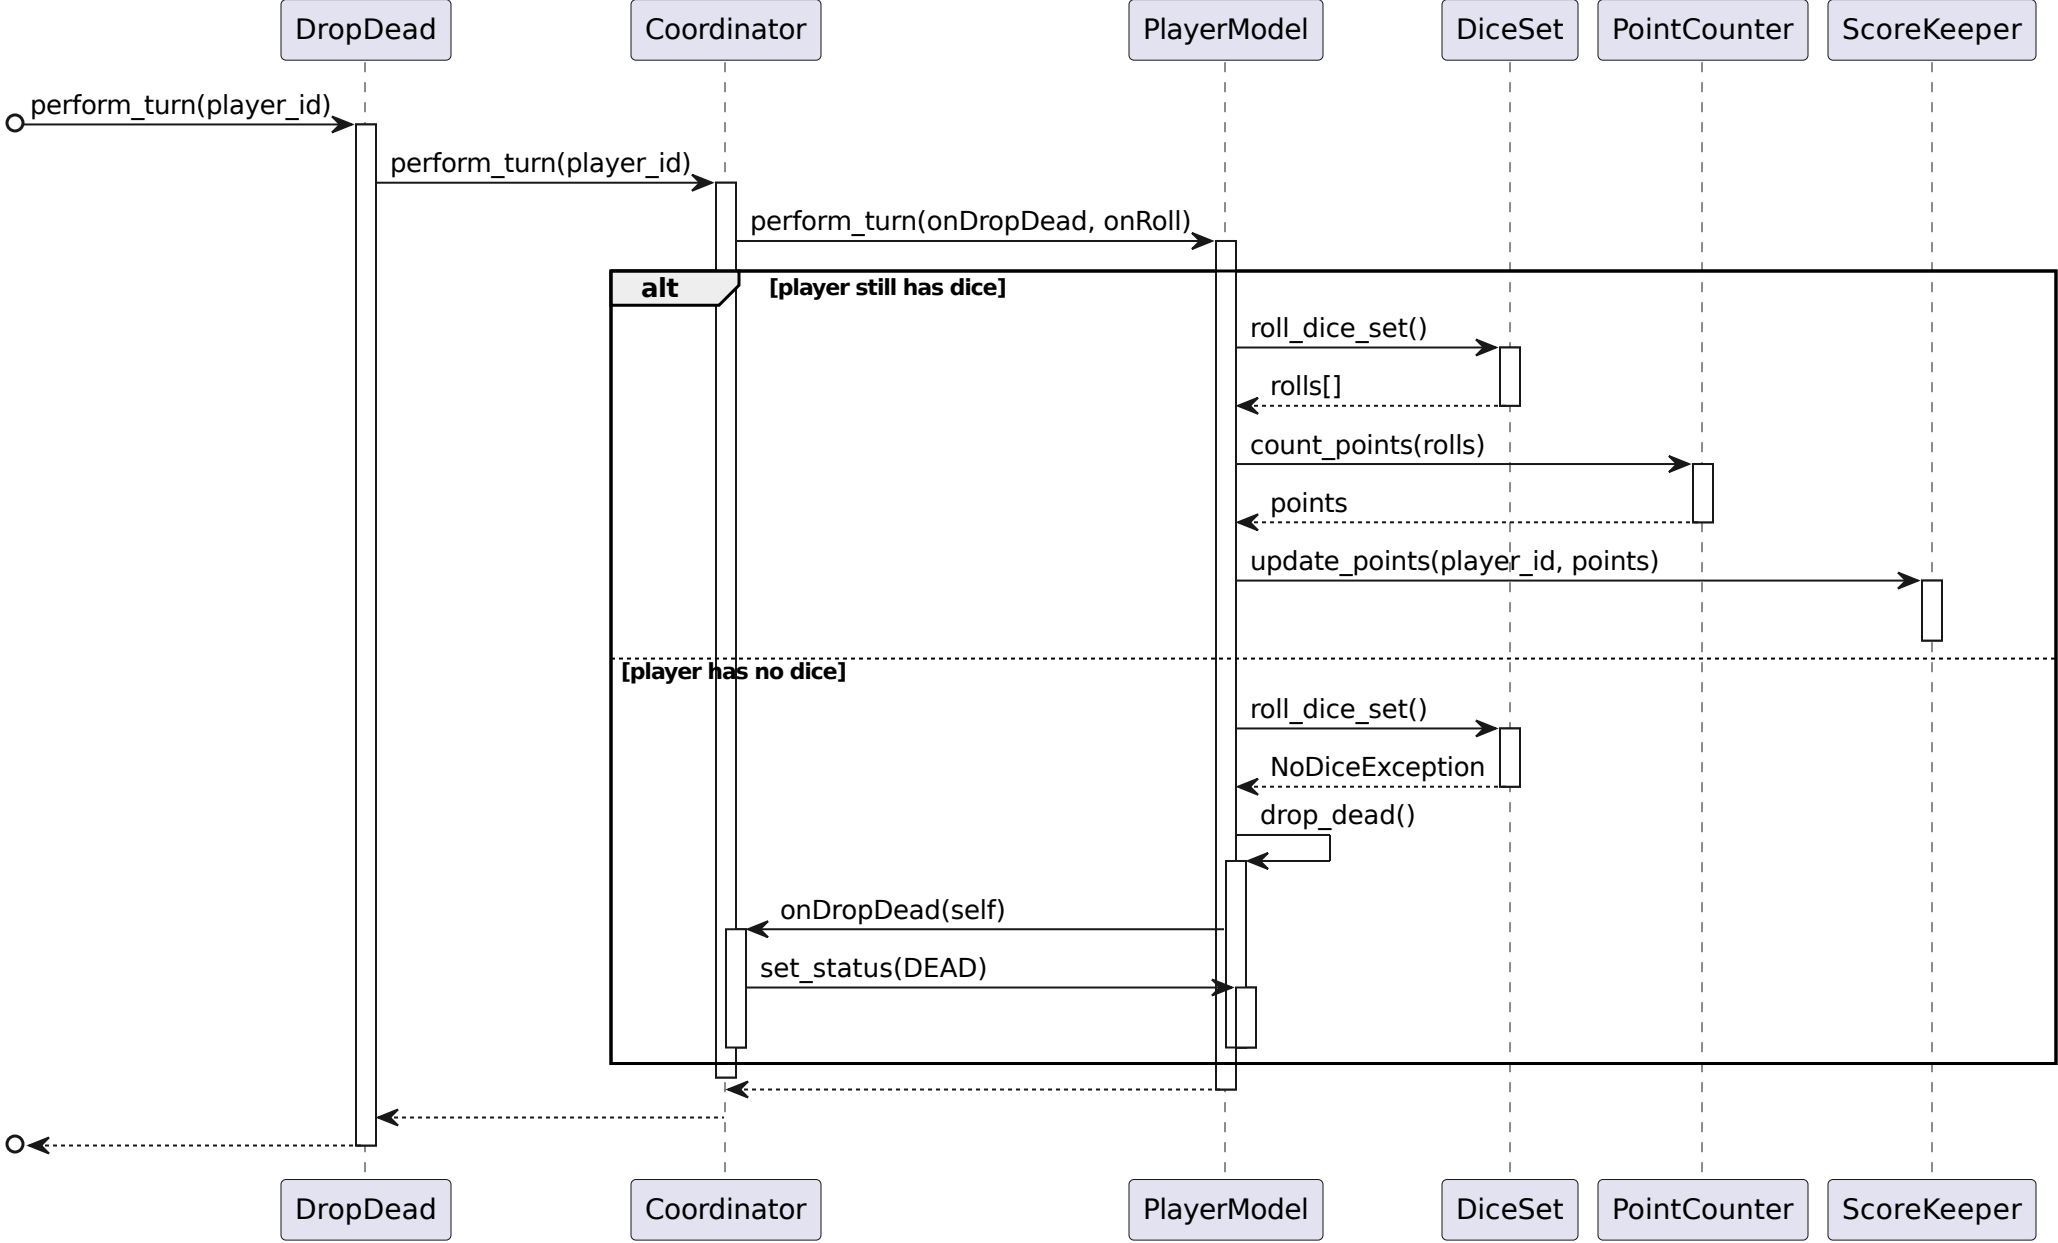 DropDead
Coordinator
PlayerModel
DiceSet
PointCounter
ScoreKeeper
perform_turn(player_id)
perform_turn(player_id)
perform_turn(onDropDead, onRoll)
alt
[player still has dice]
roll_dice_set()
rolls[]
count_points(rolls)
points
update_points(player_id, points)
[player has no dice]
roll_dice_set()
NoDiceException
drop_dead()
onDropDead(self)
set_status(DEAD)
DropDead
Coordinator
PlayerModel
DiceSet
PointCounter
ScoreKeeper